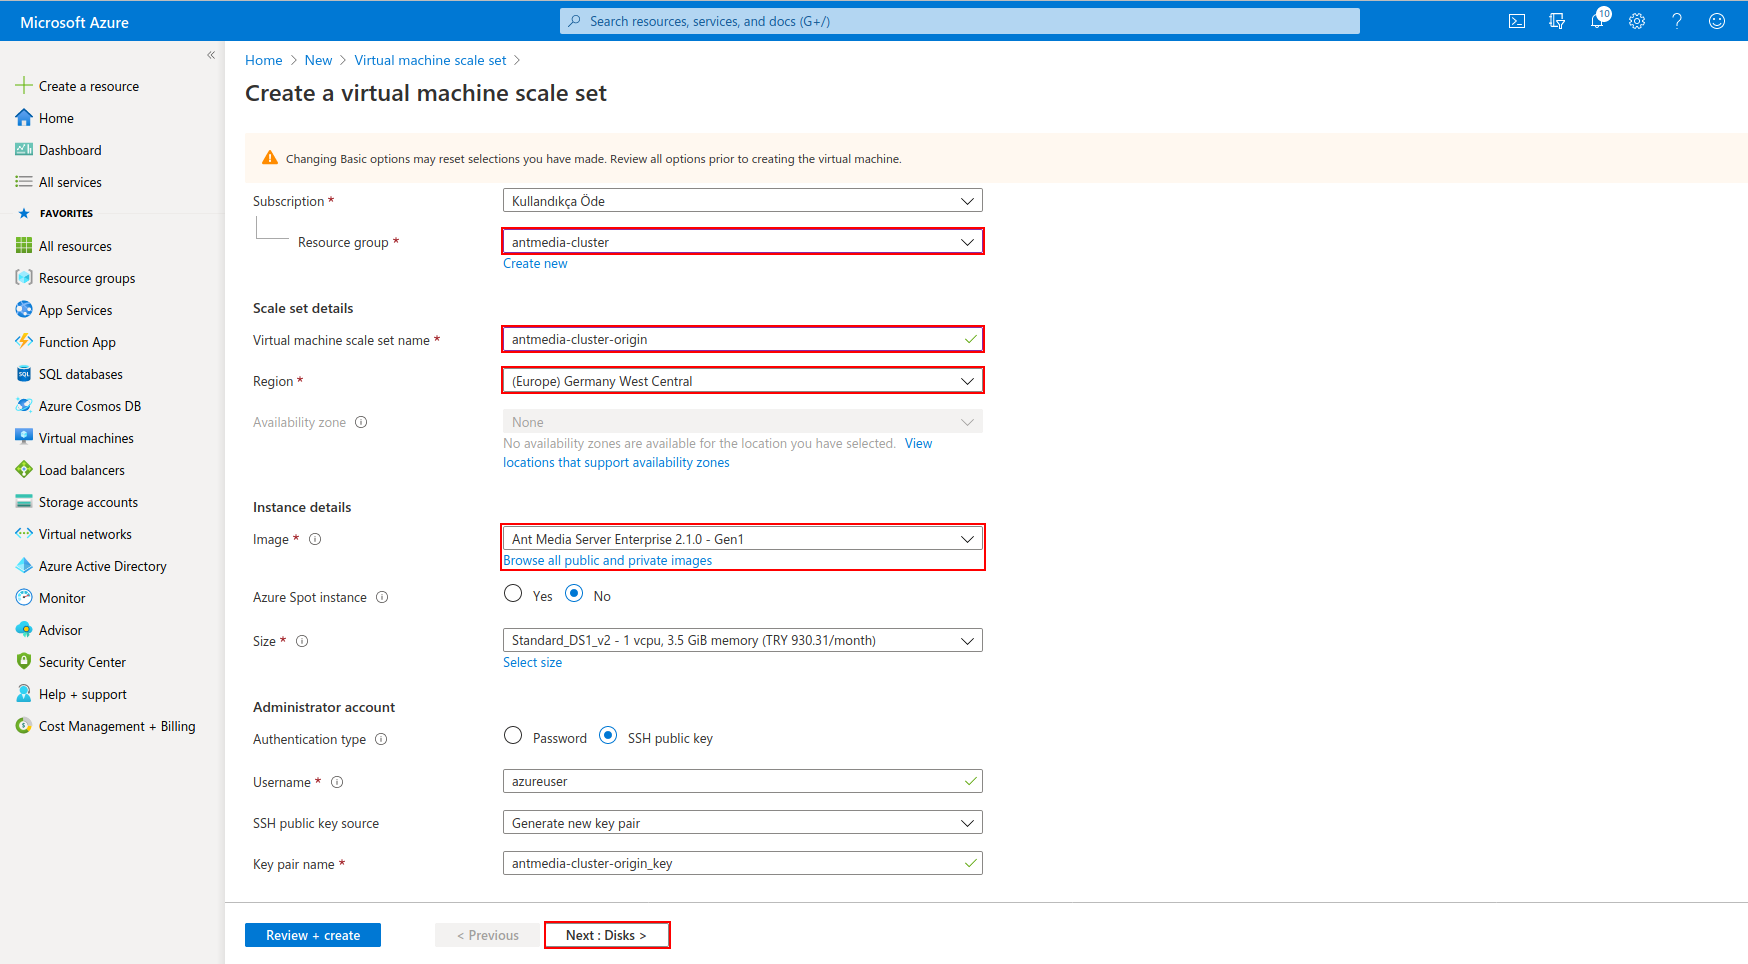 Microsoft Azure
Search resources, services, and docs (G+/)
10
«
Create a resource
Home
Dashboard
All services
FAVORITES
All resources
Resource groups
App Services
Function App
SQL databases
Azure Cosmos DB
Virtual machines
Load balancers
Storage accounts
Virtual networks
Azure Active Directory
Monitor
Advisor
Security Center
Help + support
Cost Management + Billing
Home > New > Virtual machine scale set >
Create a virtual machine scale set
Changing Basic options may reset selections you have made. Review all options prior to creating the virtual machine.
Subscription * Kullandıkça Öde
Resource group * antmedia-cluster
Create new
Scale set details
Virtual machine scale set name * antmedia-cluster-origin
Region * (Europe) Germany West Central
Availability zone None
No availability zones are available for the location you have selected. View
locations that support availability zones
Instance details
Image * Ant Media Server Enterprise 2.1.0 - Gen1
Browse all public and private images
Azure Spot instance Yes No
Size * Standard_DS1_v2 - 1 vcpu, 3.5 GiB memory (TRY 930.31/month)
Select size
Administrator account
Authentication type Password SSH public key
Username * azureuser
SSH public key source Generate new key pair
Key pair name * antmedia-cluster-origin_key
Review + create < Previous Next : Disks >